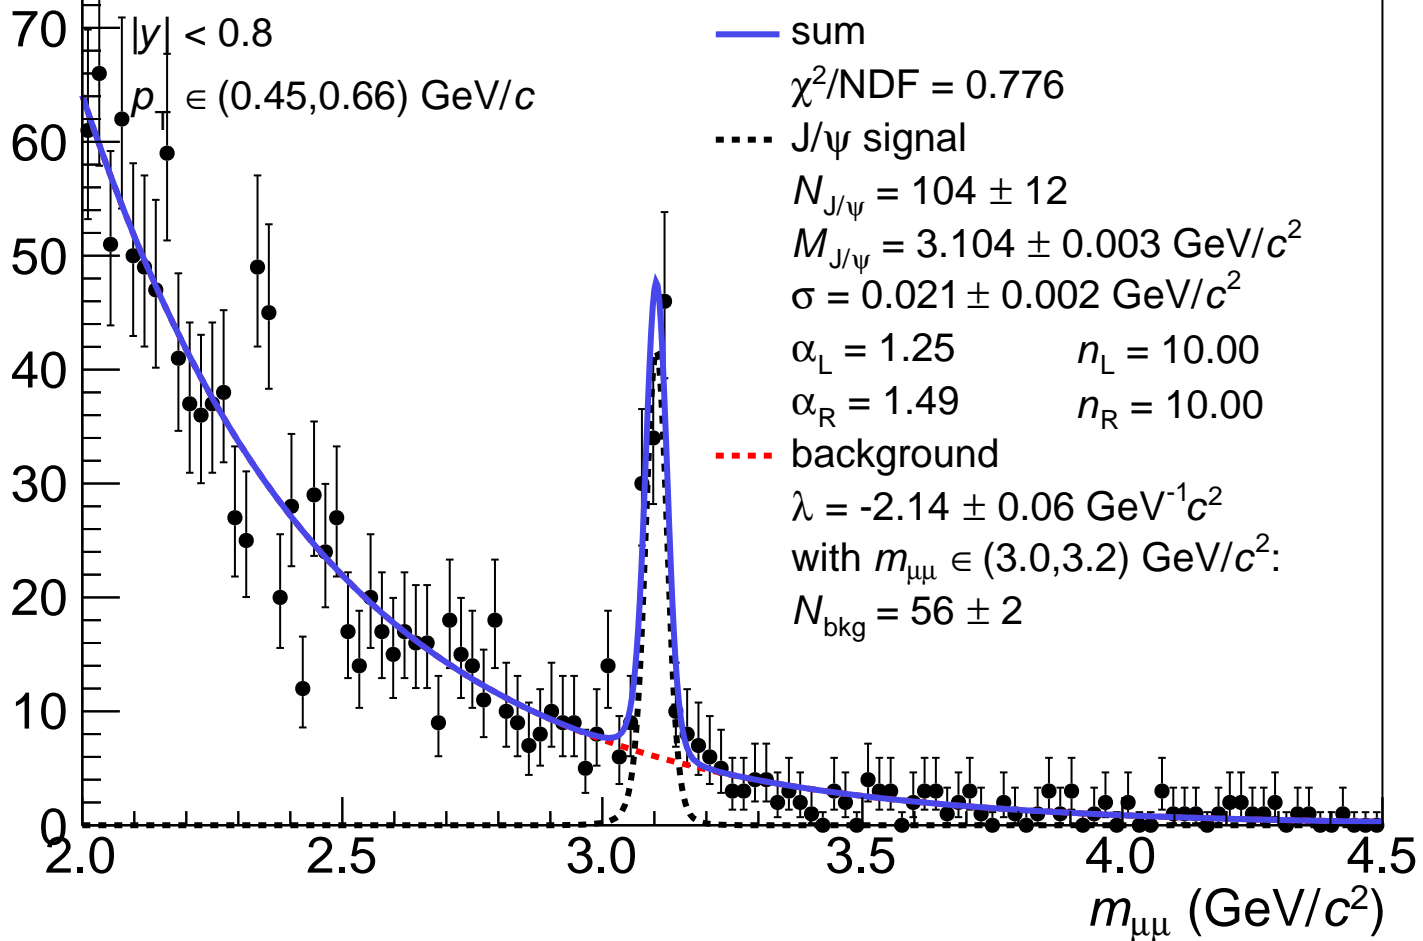 |y| < 0.8
p_T ∈ (0.45,0.66) GeV/c
sum
χ²/NDF = 0.776
J/ψ signal
N_J/ψ = 104 ± 12
M_J/ψ = 3.104 ± 0.003 GeV/c²
σ = 0.021 ± 0.002 GeV/c²
α_L = 1.25 n_L = 10.00
α_R = 1.49 n_R = 10.00
background
λ = -2.14 ± 0.06 GeV⁻¹c²
with m_μμ ∈ (3.0,3.2) GeV/c²:
N_bkg = 56 ± 2
70
60
50
40
30
20
10
0
2.0 2.5 3.0 3.5 4.0 4.5
m_μμ (GeV/c²)